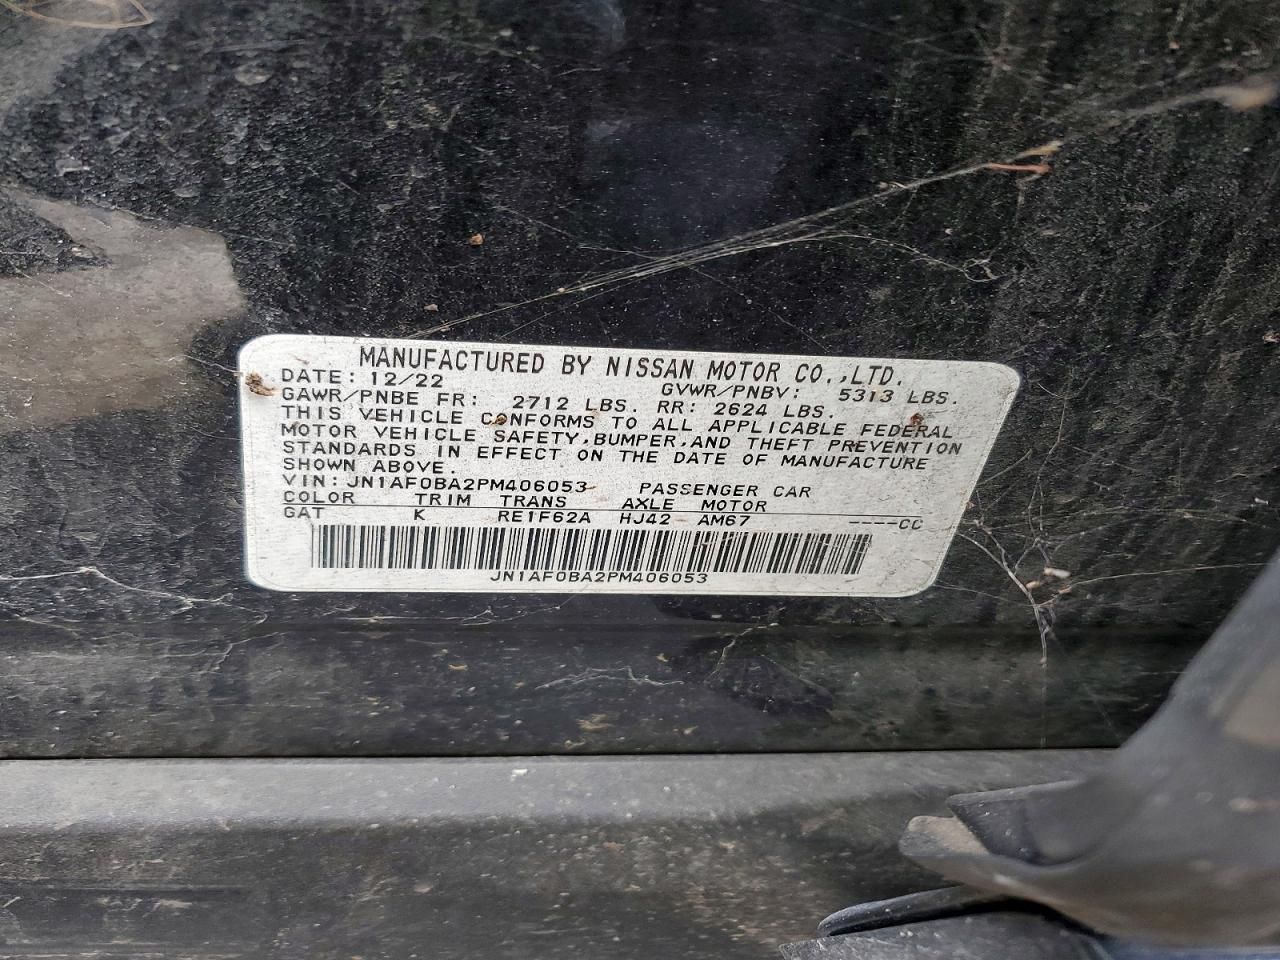 MANUFACTURED BY NISSAN MOTOR CO.,LTD.
DATE: 12/22 GVWR/PNBV: 5313 LBS.
GAWR/PNBE FR: 2712 LBS. RR: 2624 LBS.
THIS VEHICLE CONFORMS TO ALL APPLICABLE FEDERAL
MOTOR VEHICLE SAFETY,BUMPER,AND THEFT PREVENTION
STANDARDS IN EFFECT ON THE DATE OF MANUFACTURE
SHOWN ABOVE.
VIN: JN1AF0BA2PM406053 PASSENGER CAR
COLOR TRIM TRANS AXLE MOTOR
GAT K RE1F62A HJ42 AM67 ----CC
JN1AF0BA2PM406053